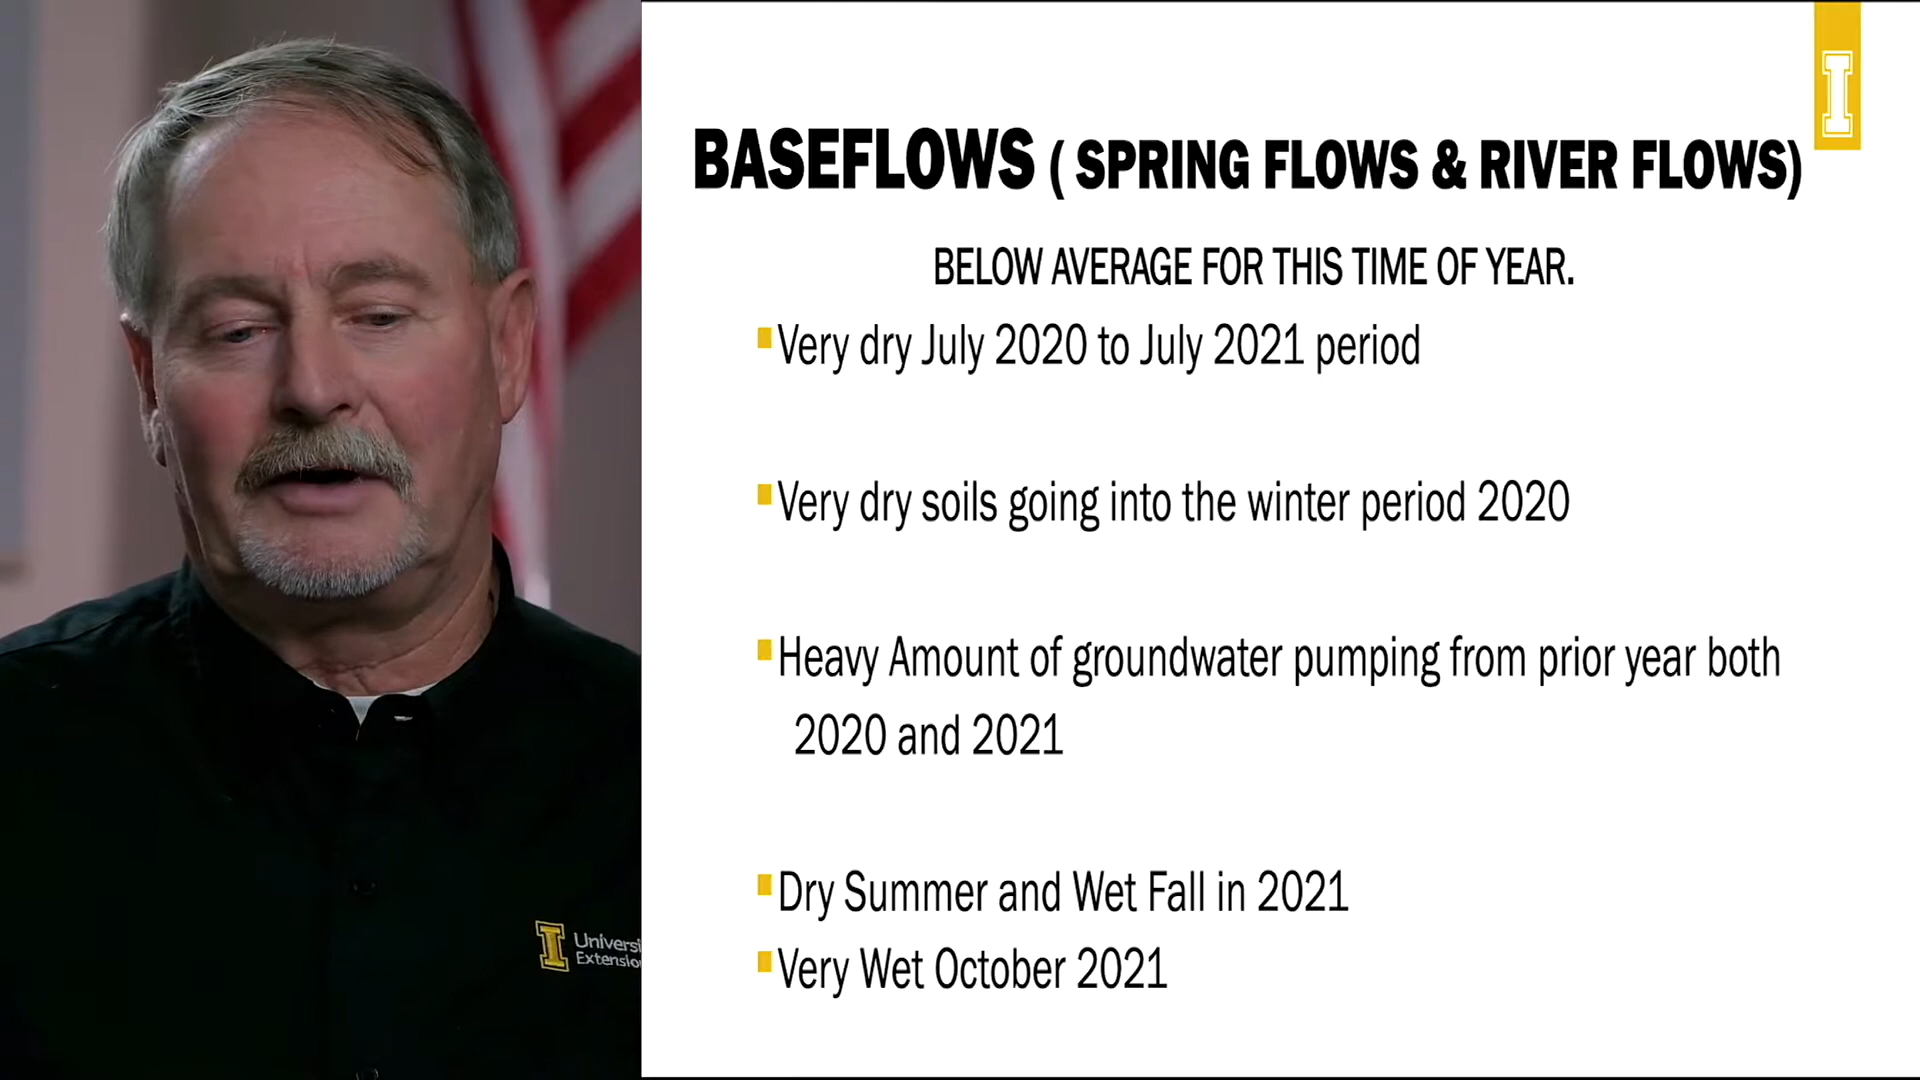 BASEFLOWS ( SPRING FLOWS & RIVER FLOWS)
BELOW AVERAGE FOR THIS TIME OF YEAR.
Very dry July 2020 to July 2021 period
Very dry soils going into the winter period 2020
Heavy Amount of groundwater pumping from prior year both
2020 and 2021
Dry Summer and Wet Fall in 2021
Very Wet October 2021
I
I
Universi
Extensio